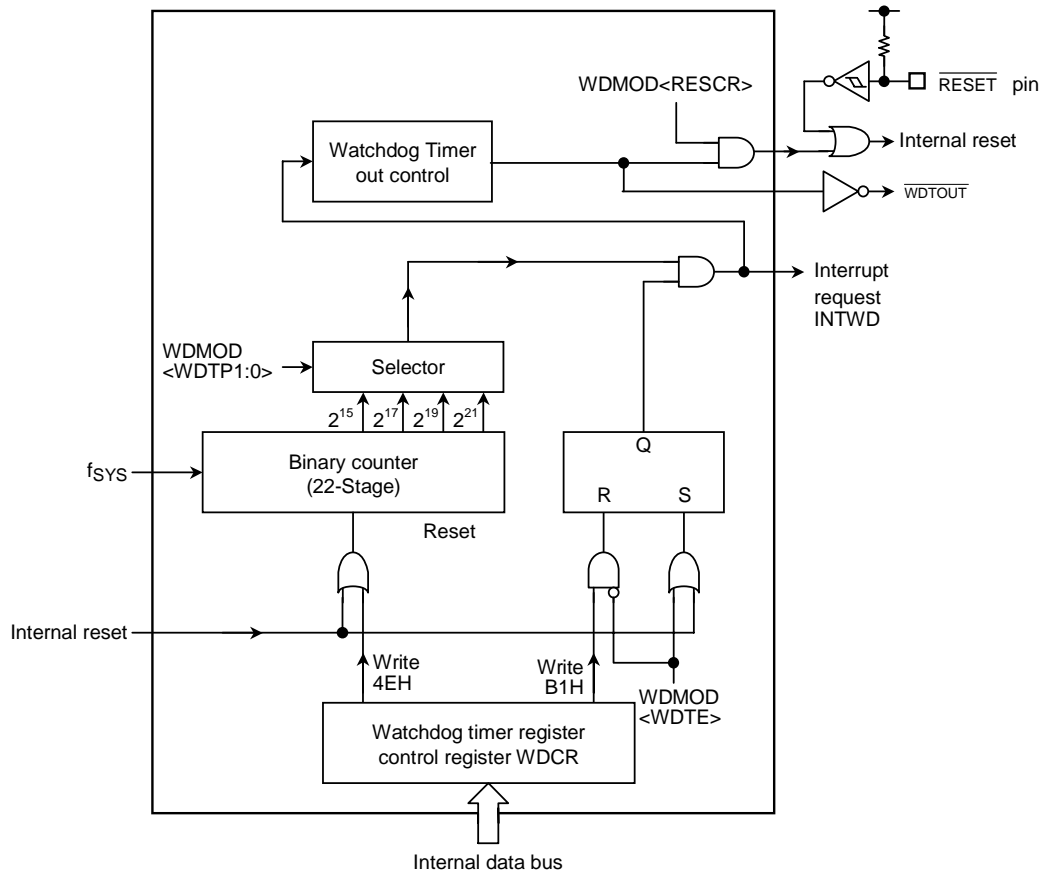 WDMOD<RESCR>
RESET pin
Internal reset
Watchdog Timer
out control
WDTOUT
Interrupt
request
INTWD
WDMOD
<WDTP1:0>
Selector
2^15 2^17 2^19 2^21
fSYS
Binary counter
(22-Stage)
Q
R S
Reset
Internal reset
Write
4EH
Write
B1H
WDMOD
<WDTE>
Watchdog timer register
control register WDCR
Internal data bus